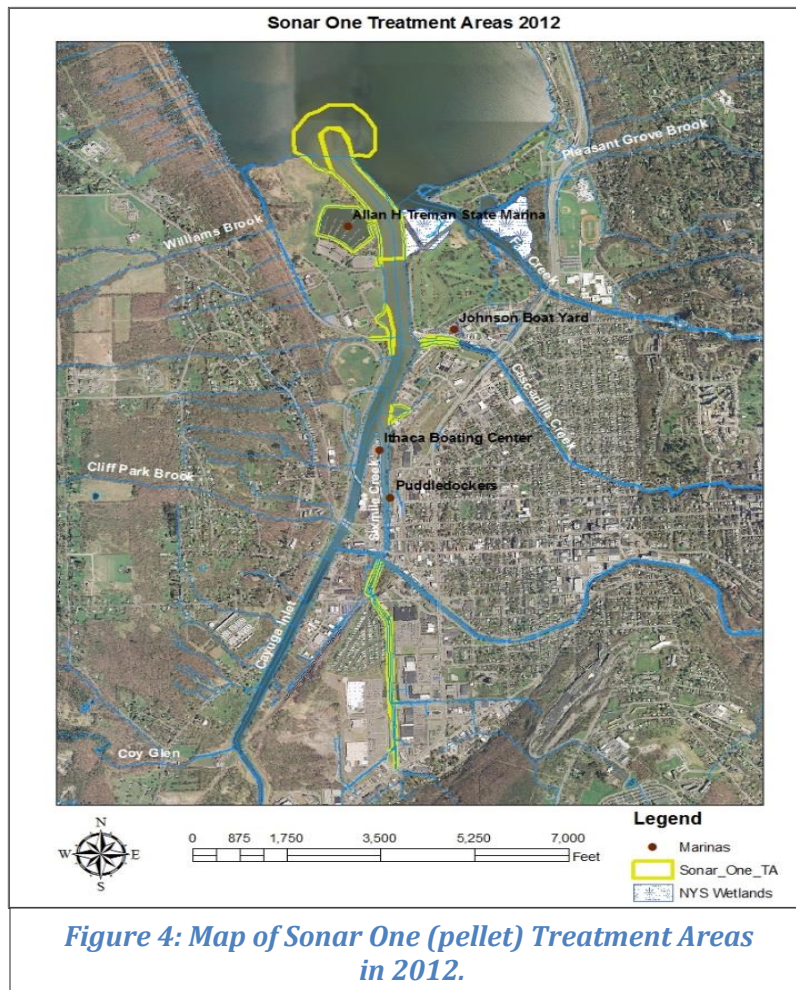 Sonar One Treatment Areas 2012
Pleasant Grove Brook
Allan H Treman State Marina
Williams Brook
Fall Creek
Johnson Boat Yard
Cascadilla Creek
Ithaca Boating Center
Cliff Park Brook
Sixmile Creek
Puddledockers
Cayuga Inlet
Coy Glen
N
W
E
S
0 875 1,750 3,500 5,250 7,000
Feet
Legend
Marinas
Sonar_One_TA
NYS Wetlands
Figure 4: Map of Sonar One (pellet) Treatment Areas
in 2012.